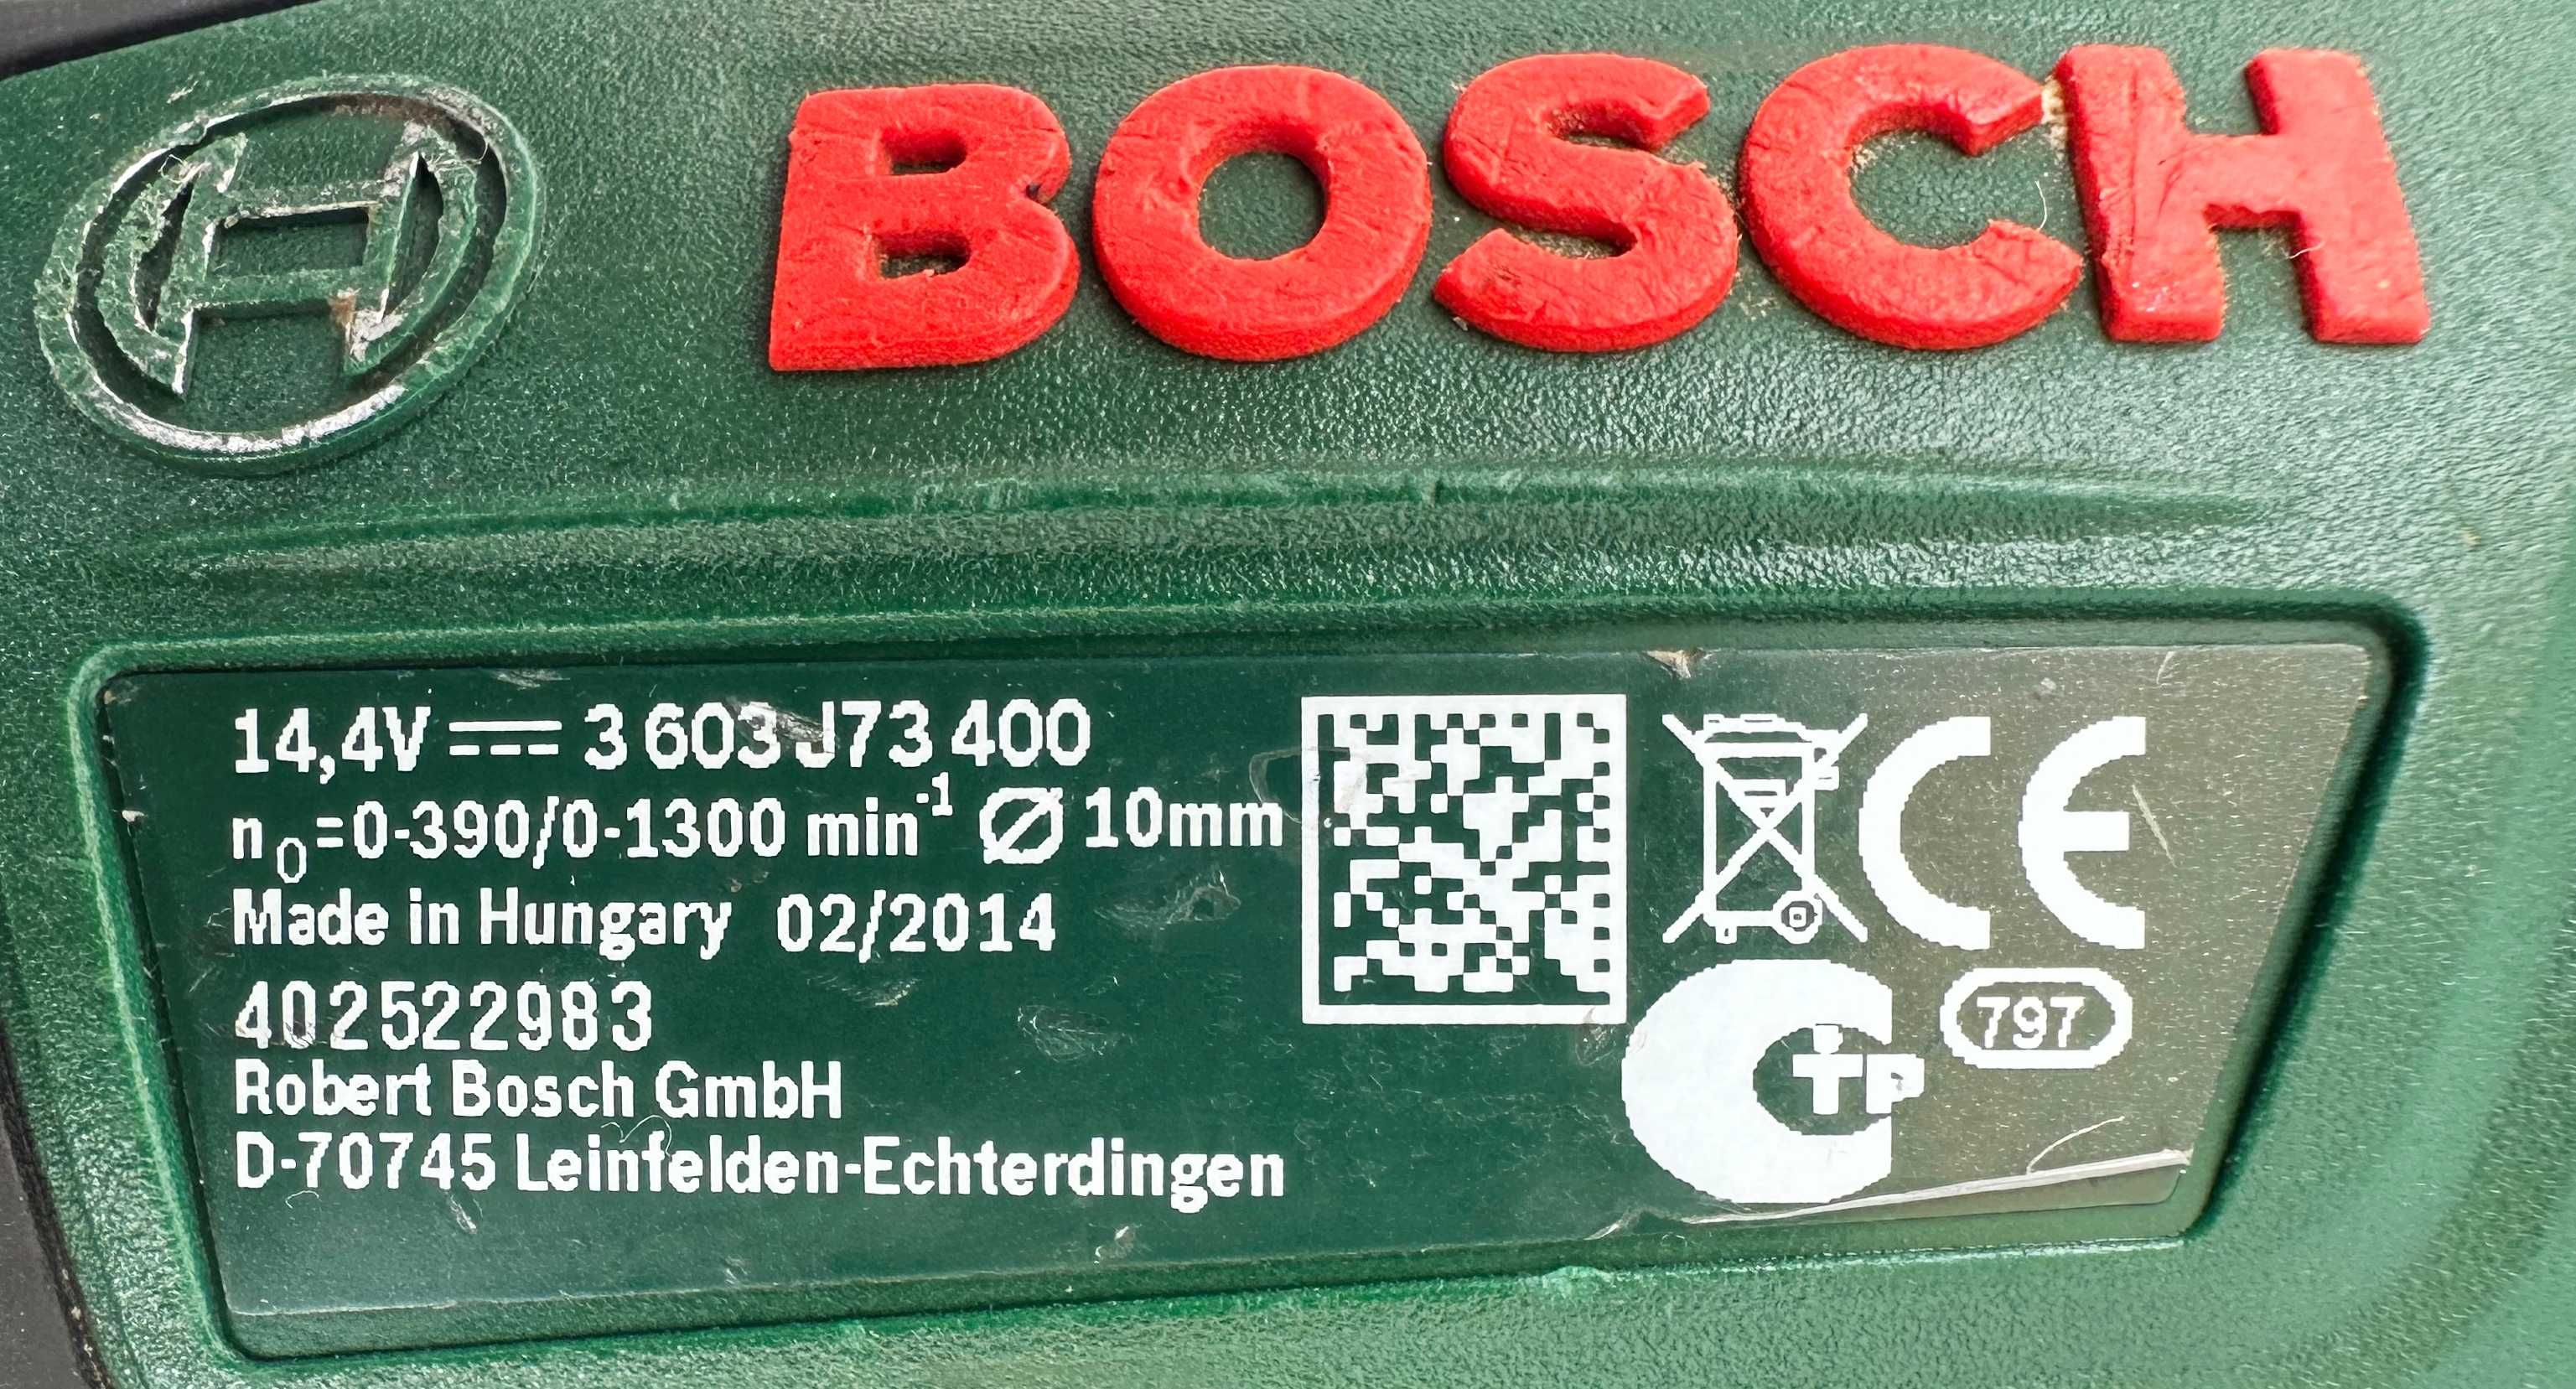 BOSCH
14,4V ⎓ 3 603 J73 400
n₀=0-390/0-1300 min⁻¹ Ø 10mm
Made in Hungary 02/2014
402522983
Robert Bosch GmbH
D-70745 Leinfelden-Echterdingen
CE
797